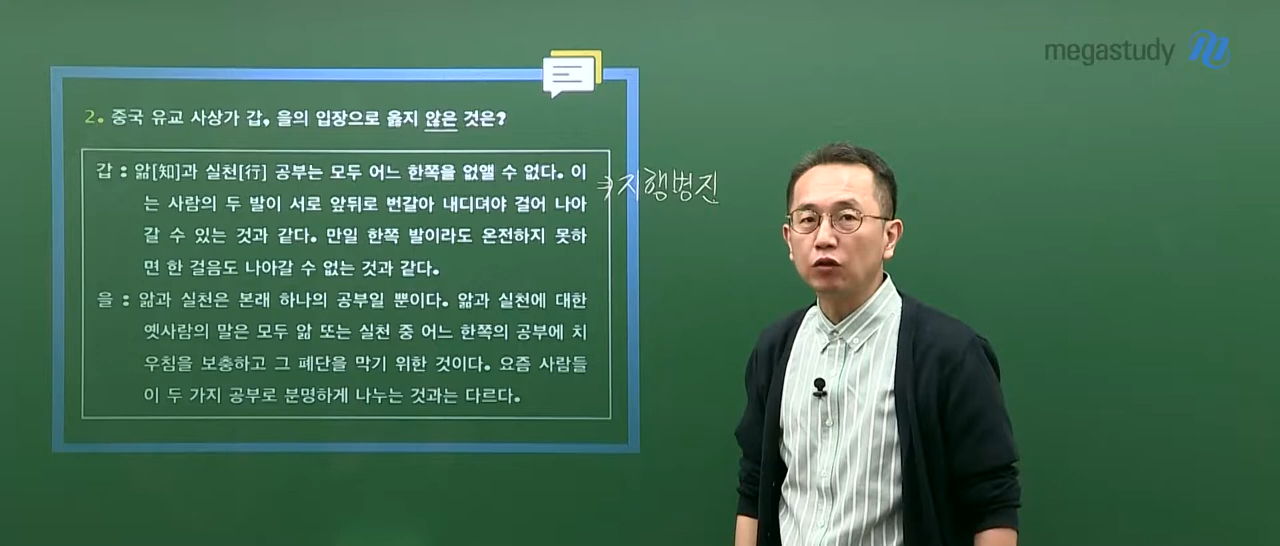 megastudy
2. 중국 유교 사상가 갑, 을의 입장으로 옳지 않은 것은?
갑 : 앎[知]과 실천[行] 공부는 모두 어느 한쪽을 없앨 수 없다. 이
는 사람의 두 발이 서로 앞뒤로 번갈아 내디뎌야 걸어 나아
갈 수 있는 것과 같다. 만일 한쪽 발이라도 온전하지 못하
면 한 걸음도 나아갈 수 없는 것과 같다.
을 : 앎과 실천은 본래 하나의 공부일 뿐이다. 앎과 실천에 대한
옛사람의 말은 모두 앎 또는 실천 중 어느 한쪽의 공부에 치
우침을 보충하고 그 폐단을 막기 위한 것이다. 요즘 사람들
이 두 가지 공부로 분명하게 나누는 것과는 다르다.
지행병진